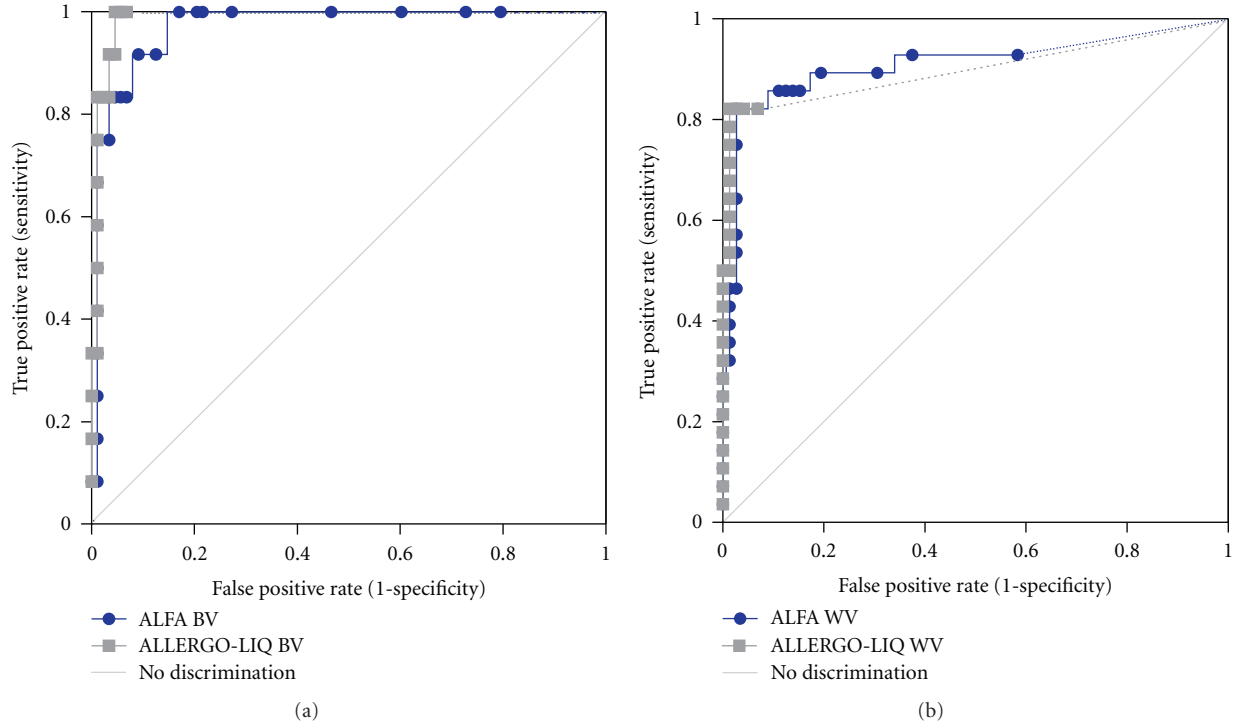 1
0.8
0.6
0.4
0.2
0
True positive rate (sensitivity)
0 0.2 0.4 0.6 0.8 1
False positive rate (1-specificity)
ALFA BV
ALLERGO-LIQ BV
No discrimination
(a)
1
0.8
0.6
0.4
0.2
0
True positive rate (sensitivity)
0 0.2 0.4 0.6 0.8 1
False positive rate (1-specificity)
ALFA WV
ALLERGO-LIQ WV
No discrimination
(b)